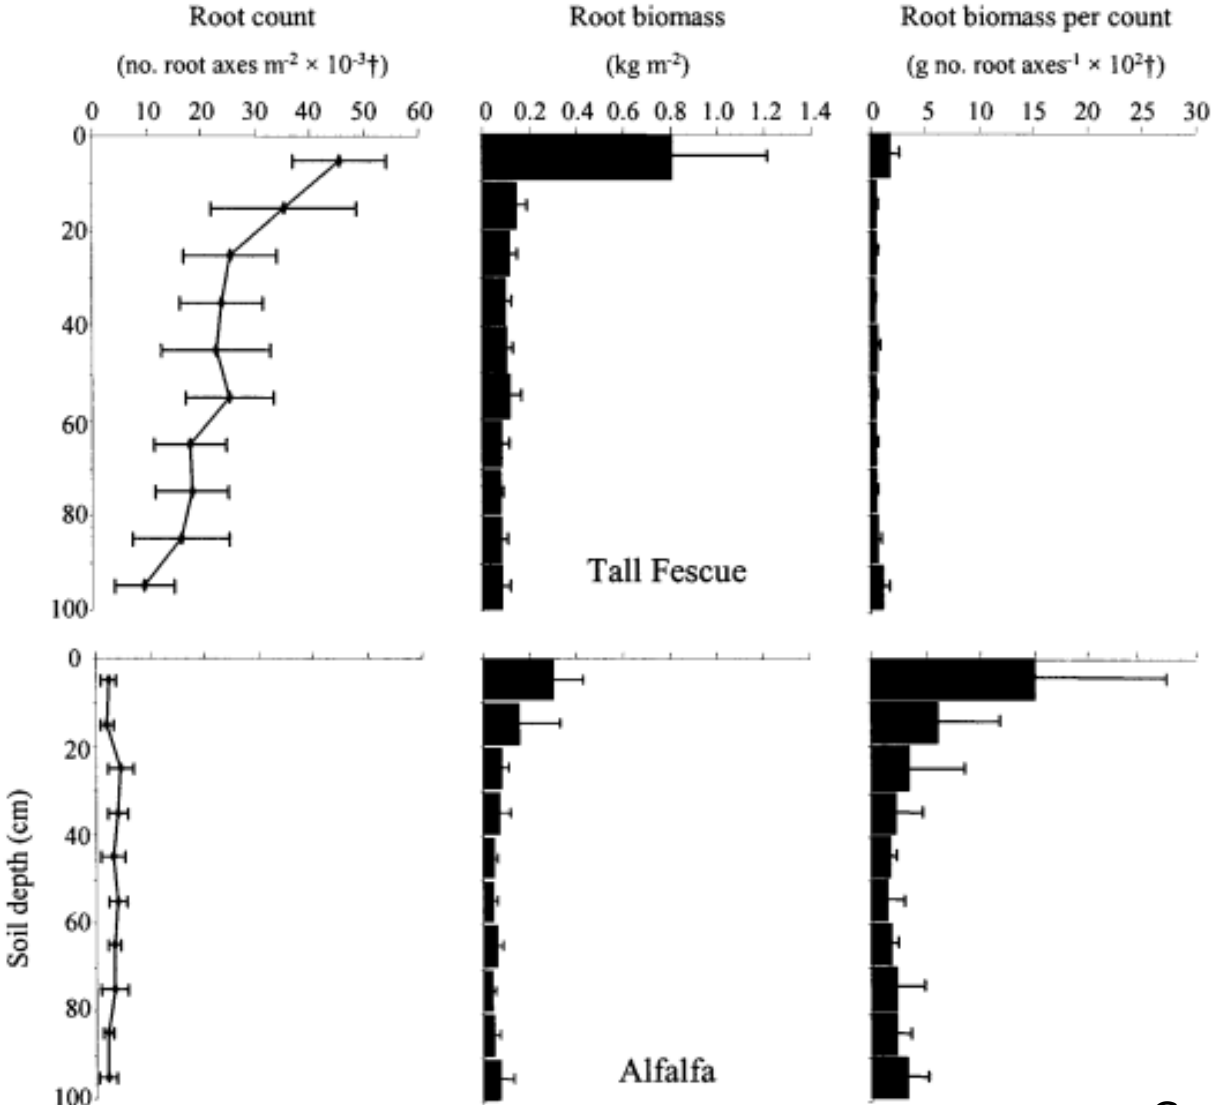 Root count Root biomass Root biomass per count
(no. root axes m⁻² × 10⁻³†) (kg m⁻²) (g no. root axes⁻¹ × 10²†)
0 10 20 30 40 50 60 0 0.2 0.4 0.6 0.8 1.0 1.2 1.4 0 5 10 15 20 25 30
0
20
40
60
80
Tall Fescue
100
0
20
40
60
80
Soil depth (cm)
Alfalfa
100